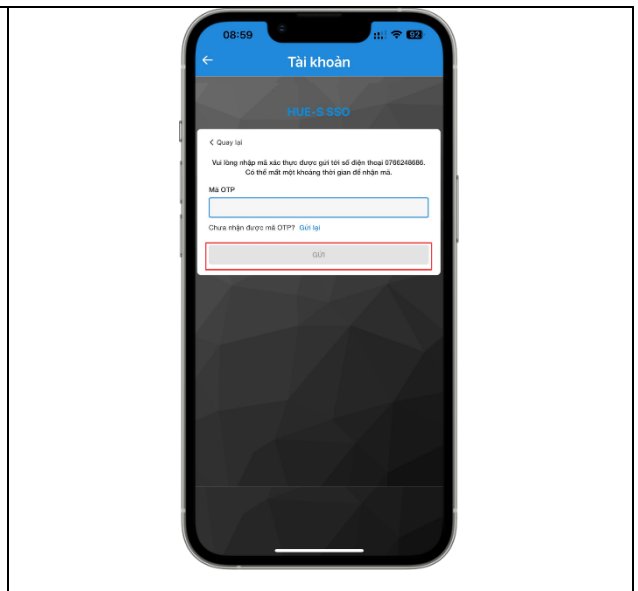 08:59
92
Tài khoản
HUE-S SSO
Quay lại
Vui lòng nhập mã xác thực được gửi tới số điện thoại 0766248686.
Có thể mất một khoảng thời gian để nhận mã.
Mã OTP
Chưa nhận được mã OTP? Gửi lại
GỬI